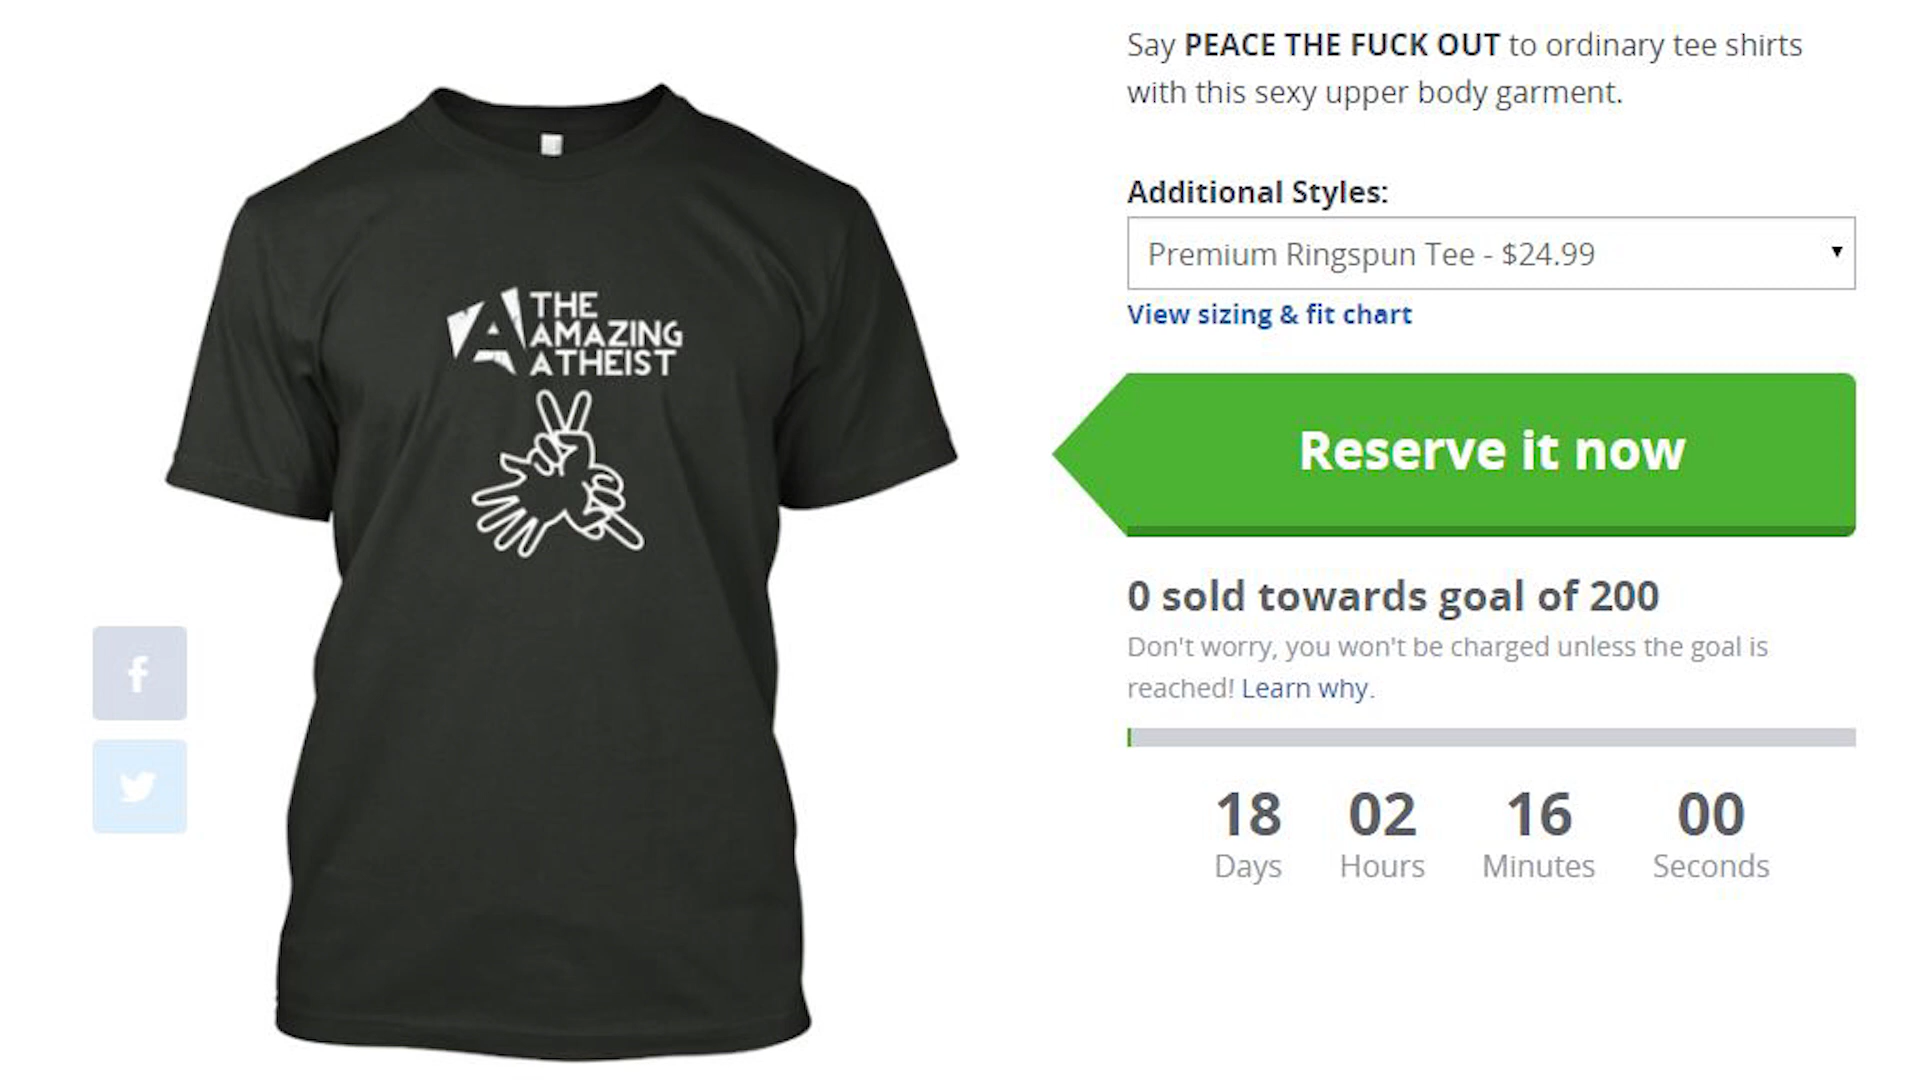 THE
AMAZING
ATHEIST
Say PEACE THE FUCK OUT to ordinary tee shirts
with this sexy upper body garment.
Additional Styles:
Premium Ringspun Tee - $24.99
View sizing & fit chart
Reserve it now
0 sold towards goal of 200
Don't worry, you won't be charged unless the goal is
reached! Learn why.
18 02 16 00
Days Hours Minutes Seconds